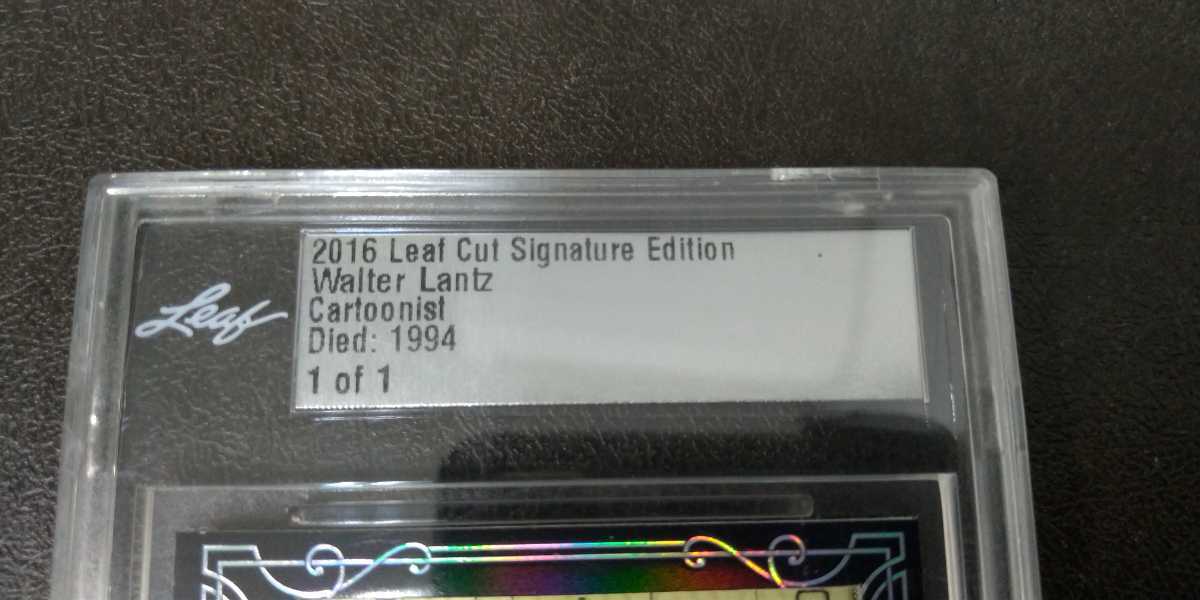 2016 Leaf Cut Signature Edition
Walter Lantz
Cartoonist
Died: 1994
1 of 1
Leaf